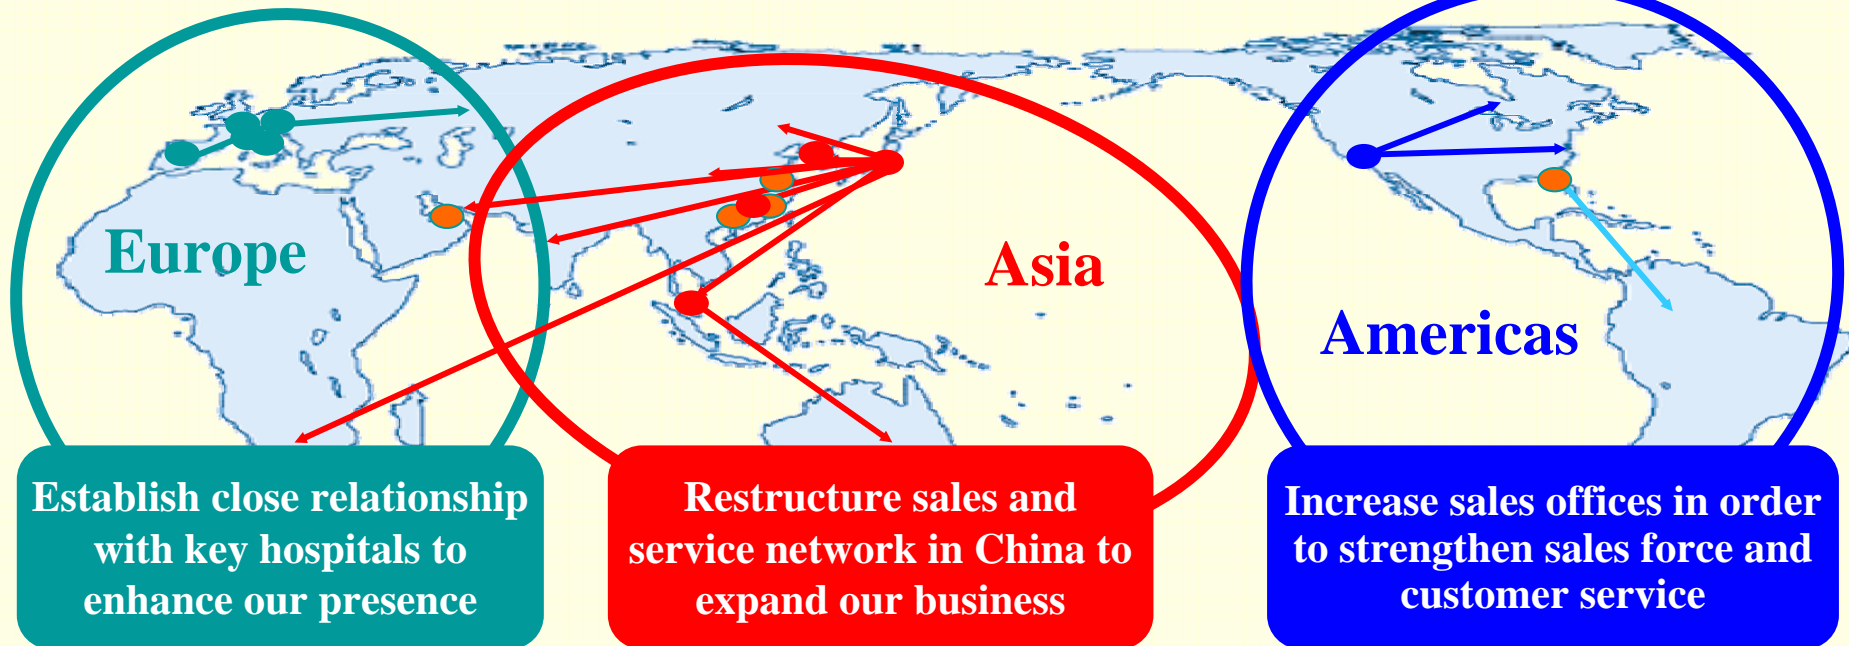 Europe
Asia
Americas
Establish close relationship
with key hospitals to
enhance our presence
Restructure sales and
service network in China to
expand our business
Increase sales offices in order
to strengthen sales force and
customer service